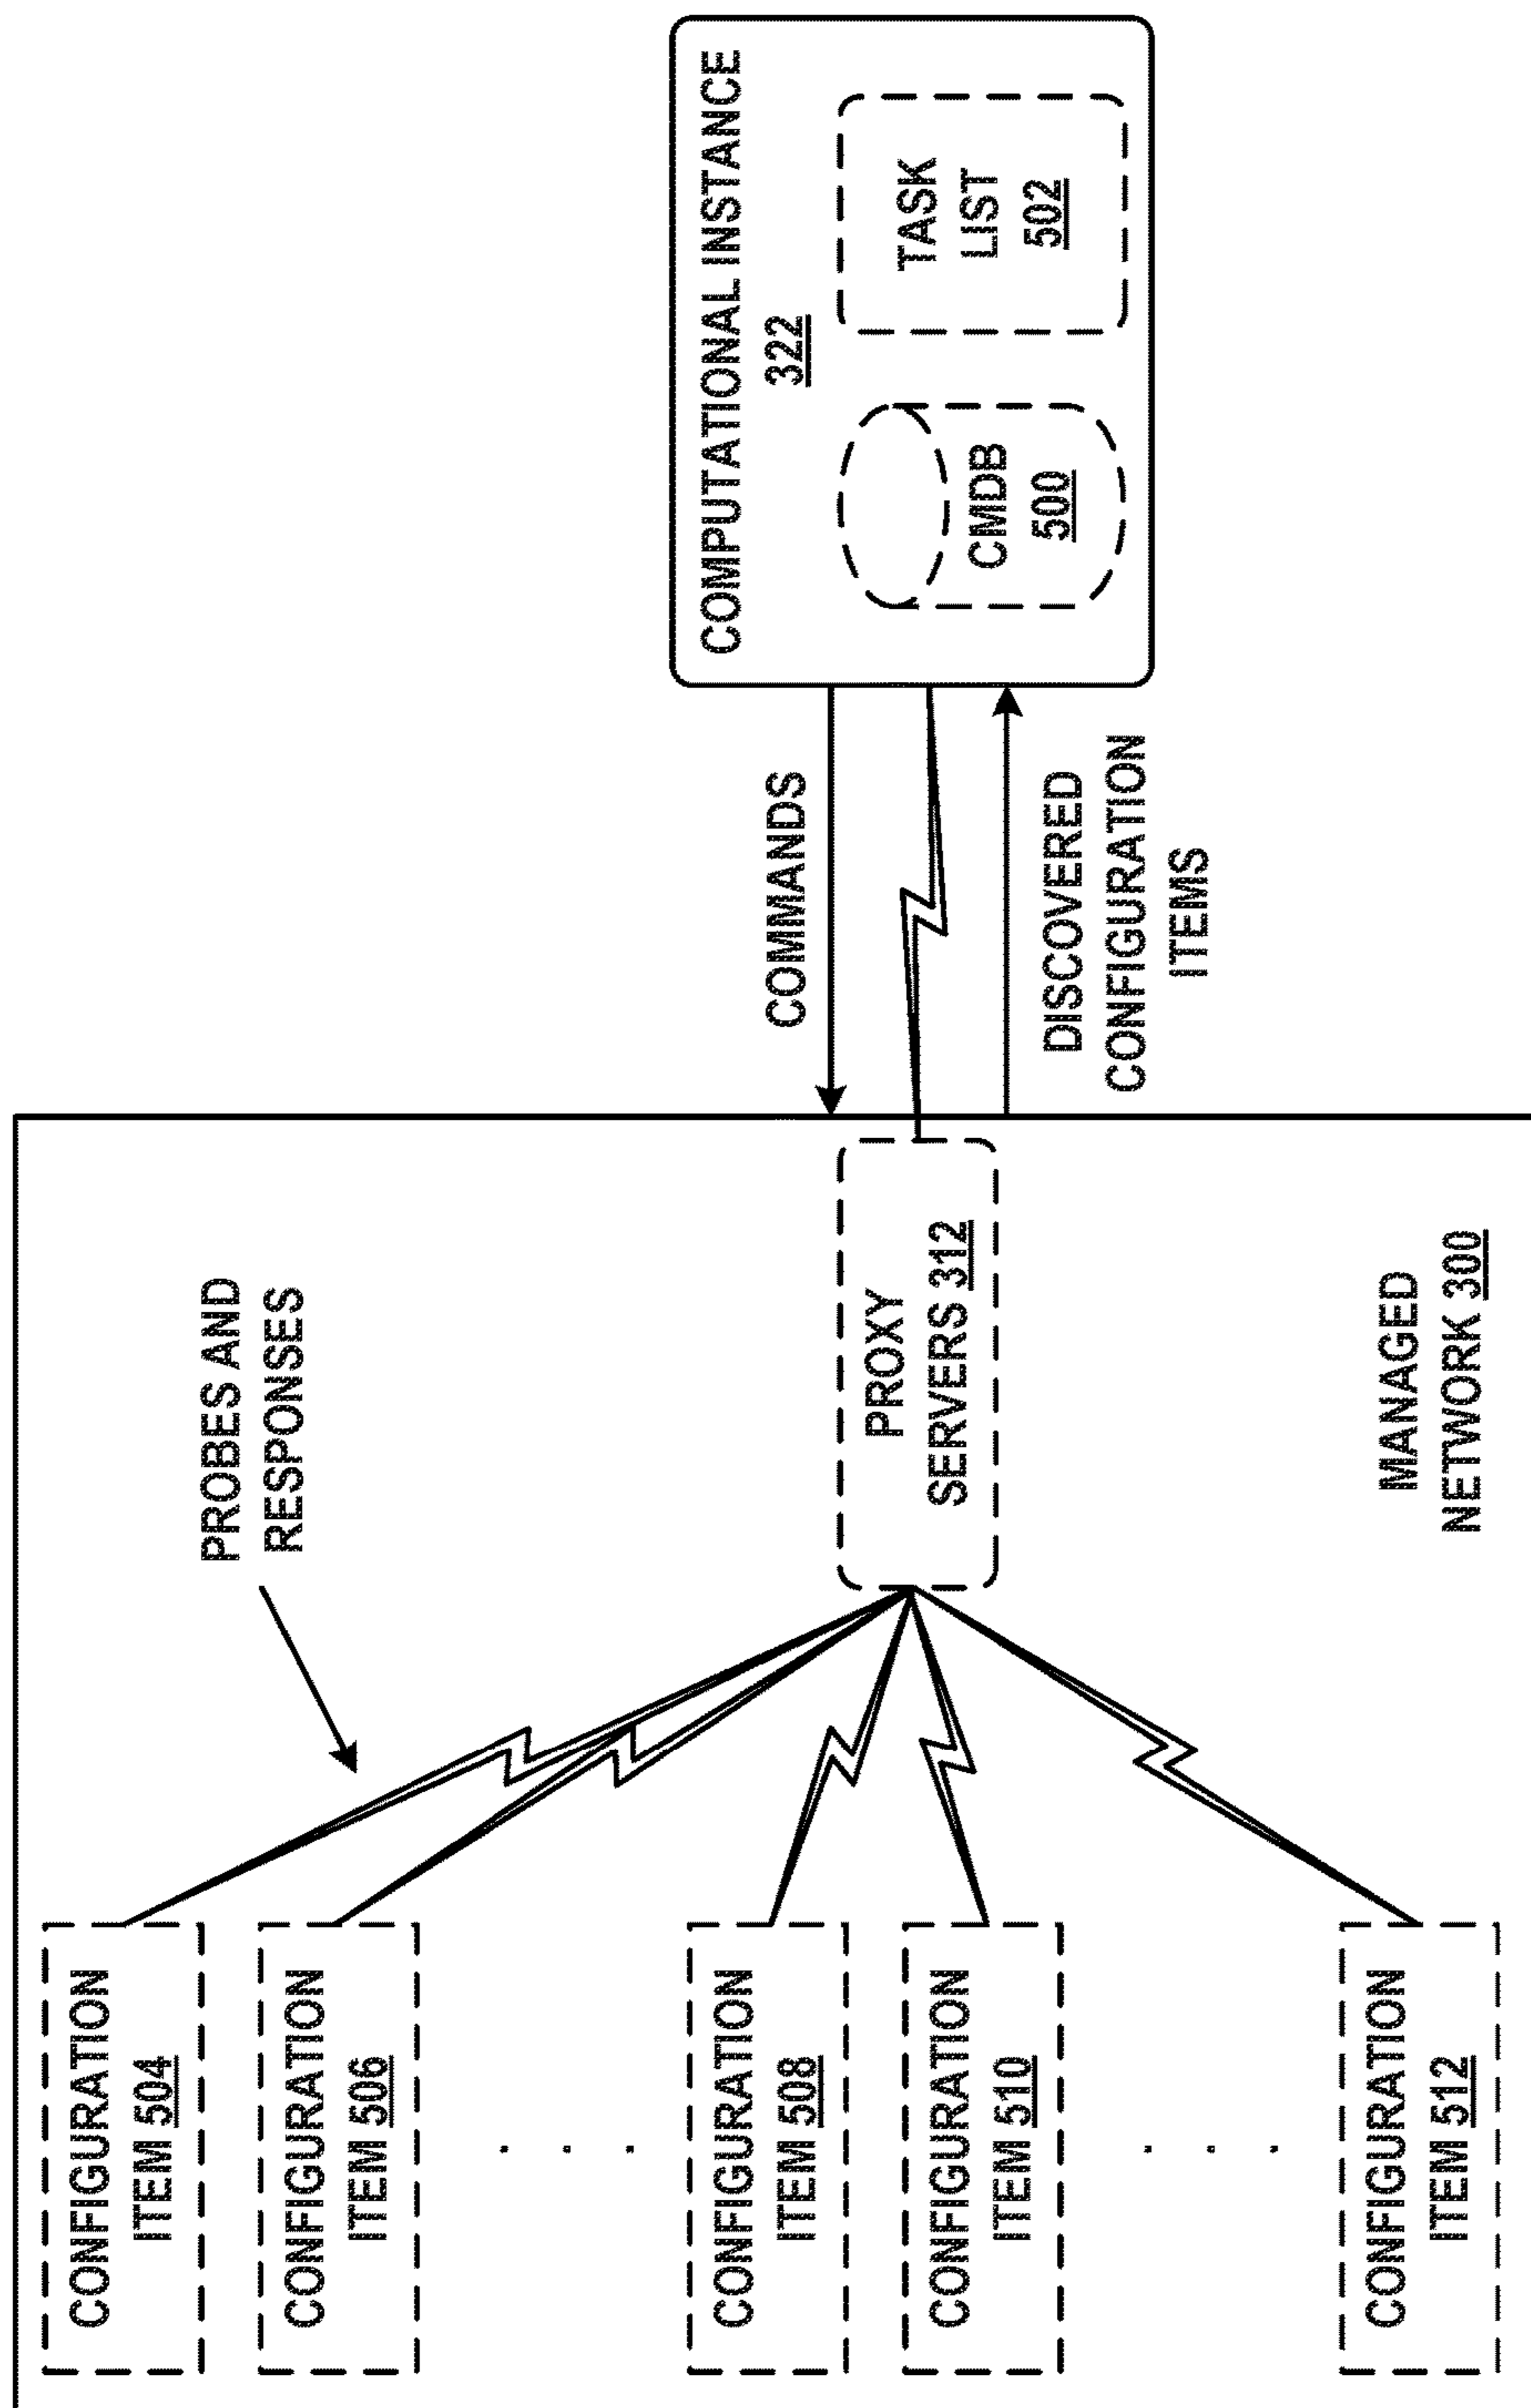 CONFIGURATION
ITEM 504
CONFIGURATION
ITEM 506
. . .
CONFIGURATION
ITEM 508
CONFIGURATION
ITEM 510
. . .
CONFIGURATION
ITEM 512
PROBES AND
RESPONSES
PROXY
SERVERS 312
MANAGED
NETWORK 300
COMMANDS
DISCOVERED
CONFIGURATION
ITEMS
COMPUTATIONAL INSTANCE
322
CMDB
500
TASK
LIST
502